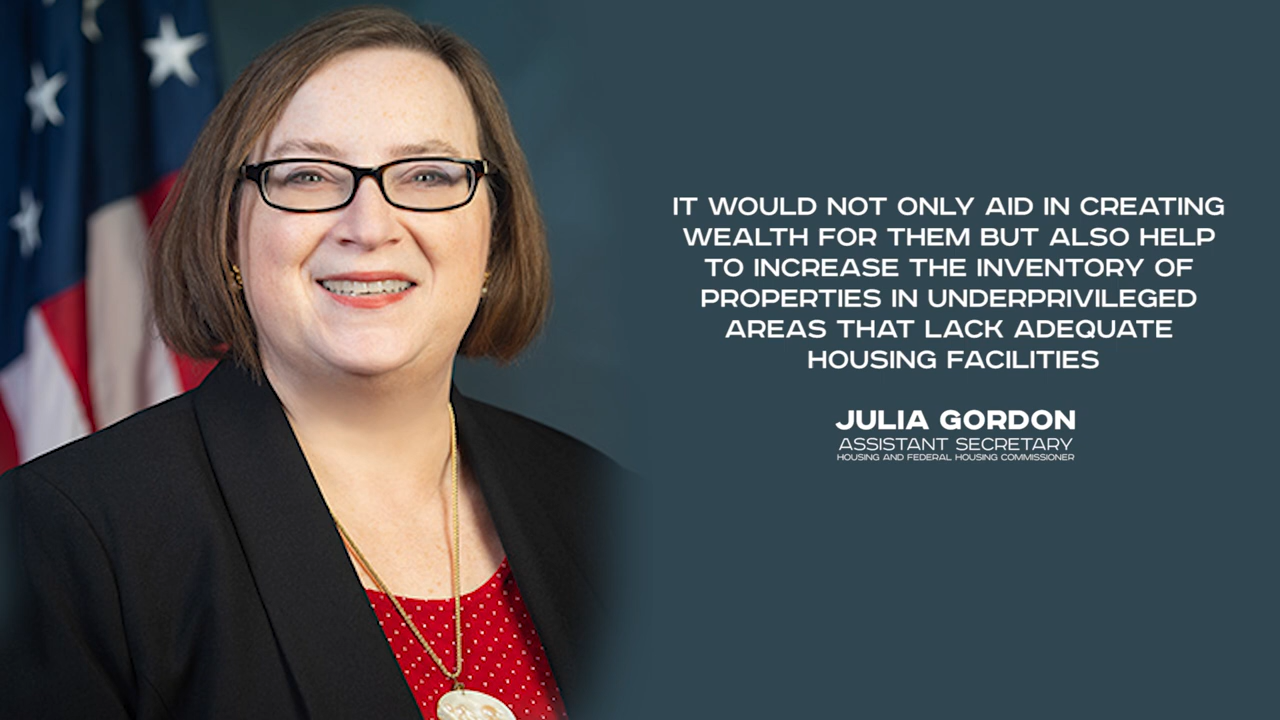 IT WOULD NOT ONLY AID IN CREATING
WEALTH FOR THEM BUT ALSO HELP
TO INCREASE THE INVENTORY OF
PROPERTIES IN UNDERPRIVILEGED
AREAS THAT LACK ADEQUATE
HOUSING FACILITIES
JULIA GORDON
ASSISTANT SECRETARY
HOUSING AND FEDERAL HOUSING COMMISSIONER